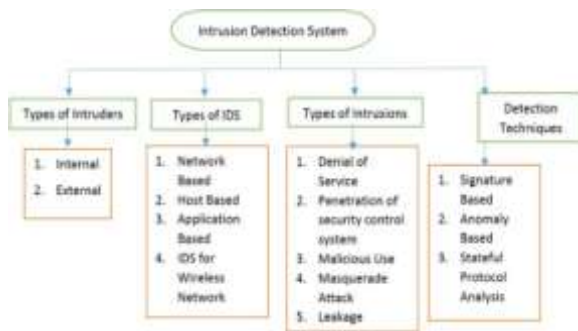 Intrusion Detection System
Types of Intruders
Types of IDS
Types of Intrusions
Detection
Techniques
1. Internal
2. External
1. Network
Based
2. Host Based
3. Application
Based
4. IDS for
Wireless
Network
1. Denial of
Service
2. Penetration of
security control
system
3. Malicious Use
4. Masquerade
Attack
5. Leakage
1. Signature
Based
2. Anomaly
Based
3. Stateful
Protocol
Analysis